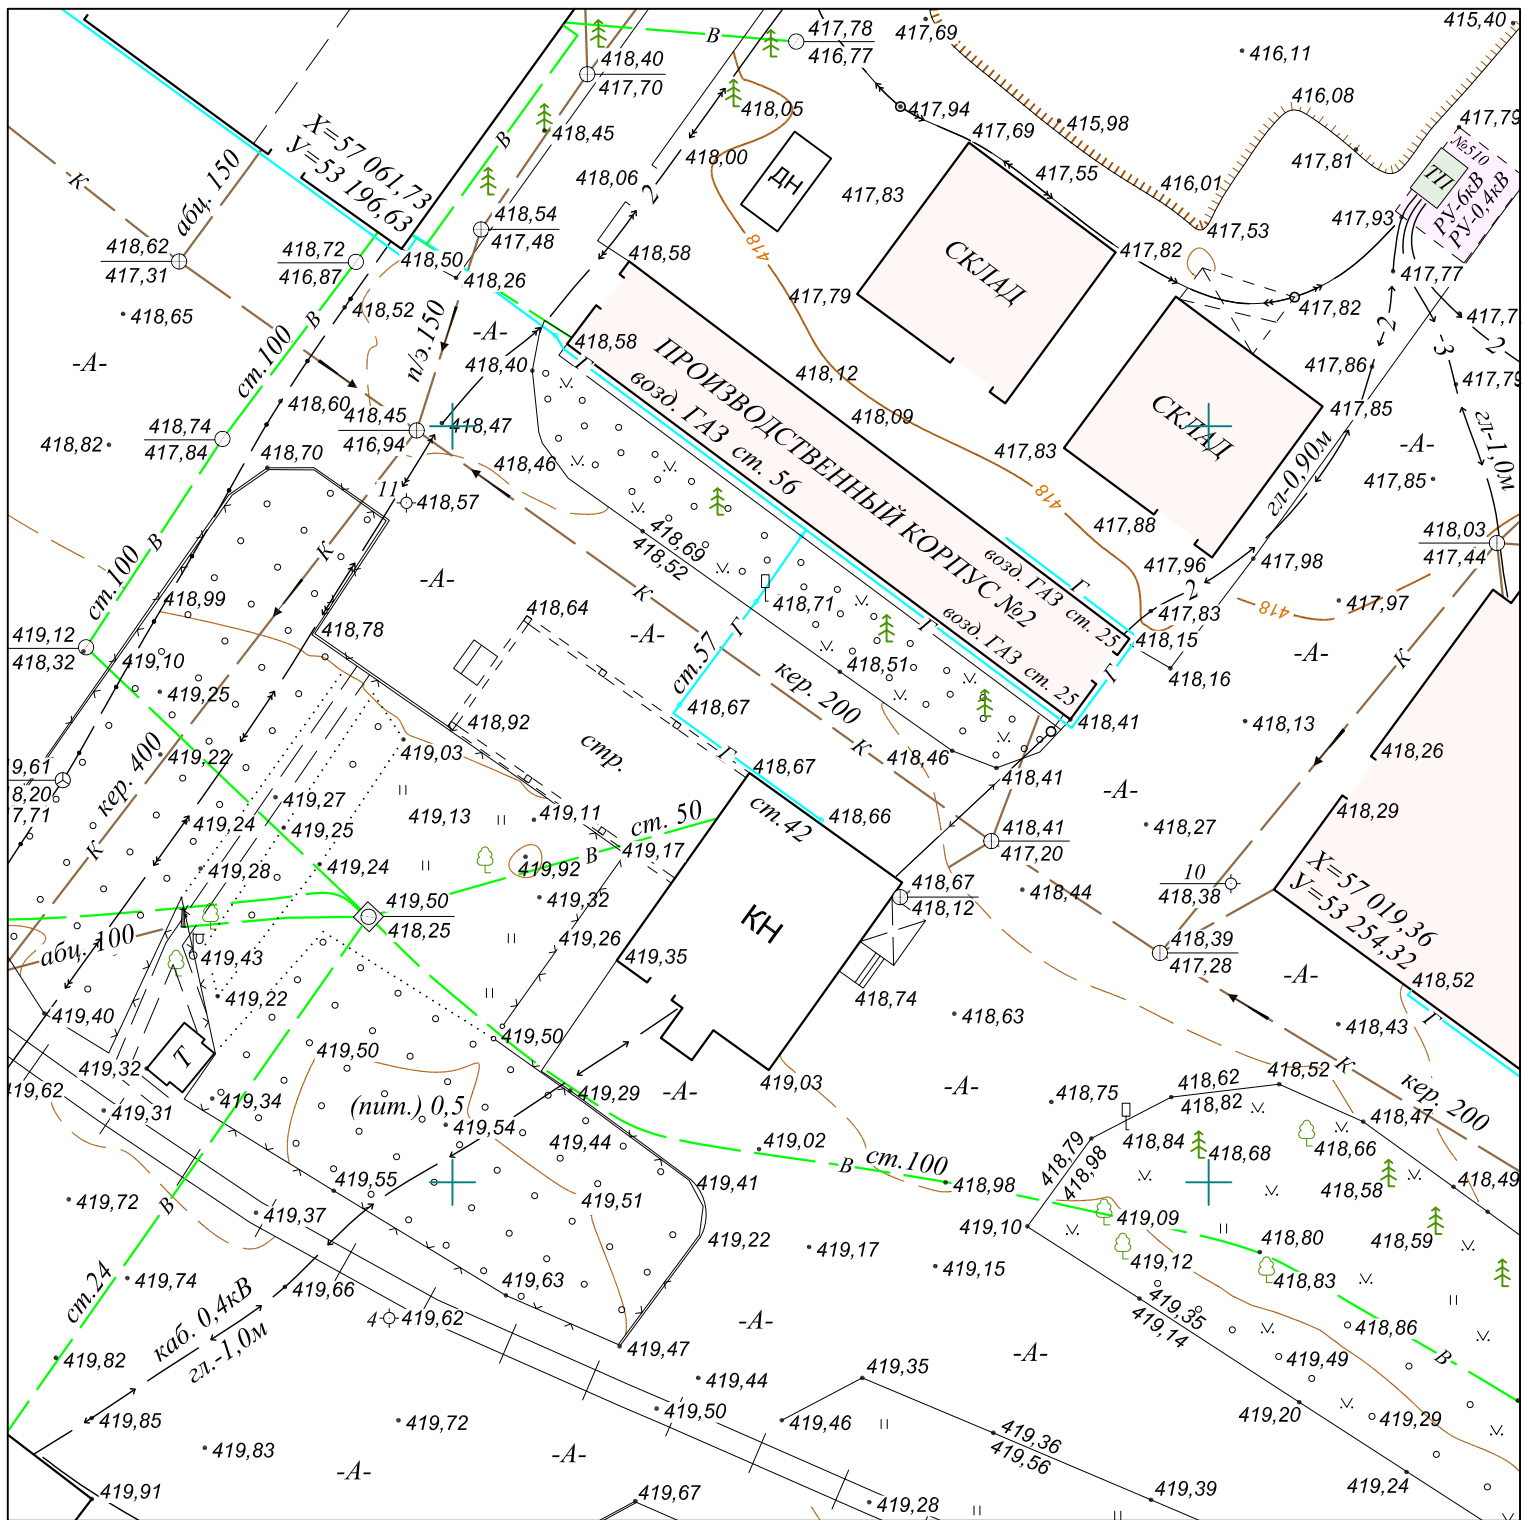 417,78
416,77
417,69
416,11
415,40
418,40
417,70
В
418,05
417,94
417,69
415,98
416,08
417,79
Х=57 061,73
У=53 196,63
абц. 150
К
В
418,45
418,00
418,06
2
ДН
417,83
417,55
416,01
417,81
№510
ТП
РУ-6кВ
РУ-0,4кВ
417,93
417,53
418,62
417,31
418,72
416,87
418,54
417,48
418,50
418,26
418,58
418
СКЛАД
417,82
417,77
417,82
418,65
418,52
В
ст.100
п/э.150
-А-
-А-
418,58
Г
417,79
418,12
418,09
417,86
2
3
2
417,79
418,40
418,60
418,45
416,94
418,47
418,46
418,74
417,84
418,82
418,70
11
418,57
ПРОИЗВОДСТВЕННЫЙ КОРПУС №2
возд. ГАЗ ст. 56
возд. ГАЗ ст. 25
возд. ГАЗ ст. 25
СКЛАД
417,85
417,83
418
417,88
гл-0,90м
гл-1,0м
-А-
417,85
418,03
417,44
417,96
417,98
2
417,83
418
417,97
В
ст.100
К
-А-
418,69
418,52
К
418,71
Г
Г
Г
418,15
418,16
-А-
К
419,12
418,32
418,99
418,78
418,64
-А-
ст.57
418,51
кер. 200
419,10
419,25
418,92
418,67
418,41
418,13
418,26
419,22
419,03
стр.
Г
418,67
К
418,46
418,41
-А-
кер. 400
К
419,27
419,24
419,25
419,13
419,11
ст. 50
В
ст.42
418,66
418,41
417,20
418,27
418,29
419,28
419,24
419,92
419,17
419,32
418,67
418,12
418,44
10
418,38
Х=57 019,36
У=53 254,32
абц. 100
419,50
418,25
419,43
419,26
419,35
КН
418,39
417,28
-А-
418,52
419,22
418,74
418,63
418,43
Г
419,40
Т
419,32
419,50
419,50
419,29
-А-
419,03
-А-
418,75
418,62
418,82
418,52
К
кер. 200
419,62
419,31
419,34
(пит.) 0,5
419,54
419,44
419,02
В
ст.100
418,79
418,98
418,84
418,68
418,66
418,47
419,72
В
419,55
419,37
419,51
419,41
418,98
419,10
419,09
418,58
418,49
419,22
419,17
419,15
419,12
418,80
418,83
418,59
419,74
ст.24
419,66
419,63
4
419,62
каб. 0,4кВ
гл.-1,0м
-А-
-А-
419,35
419,14
418,86
В
419,82
419,47
419,44
419,35
419,49
419,85
419,72
419,50
419,46
419,20
419,29
419,83
-А-
-А-
419,36
419,56
419,24
419,91
419,67
419,28
419,39